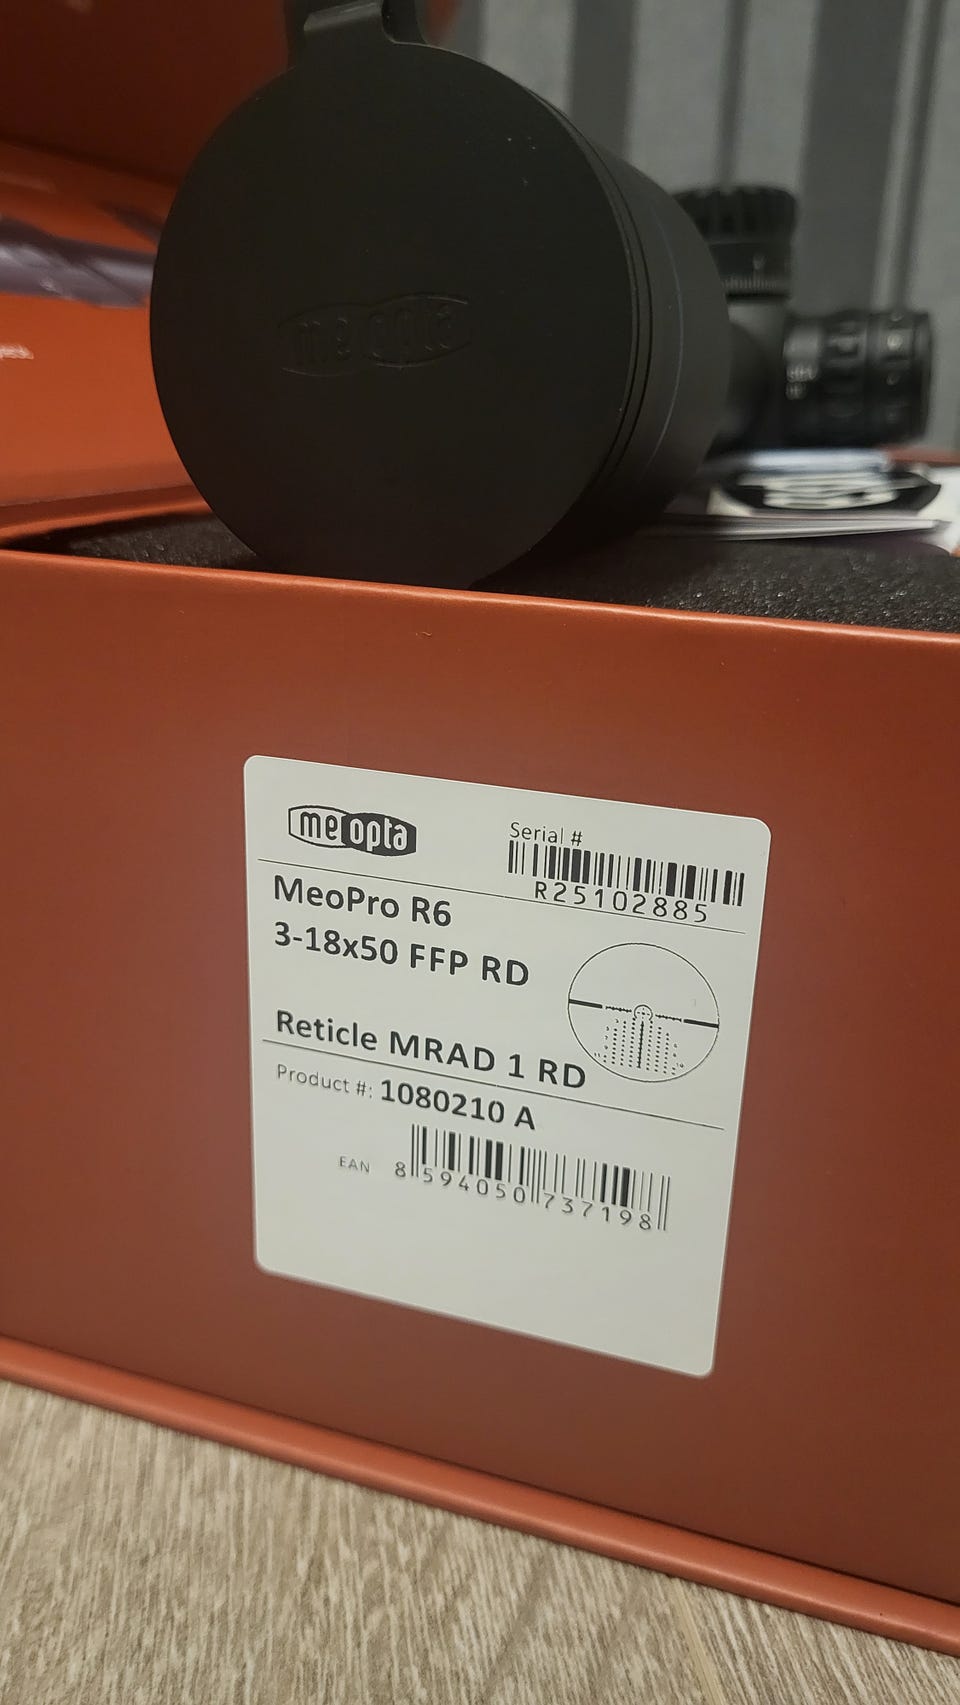 meopta
meopta
Serial #
R25102885
MeoPro R6
3-18x50 FFP RD
Reticle MRAD 1 RD
Product #: 1080210 A
EAN 8 594050 737198